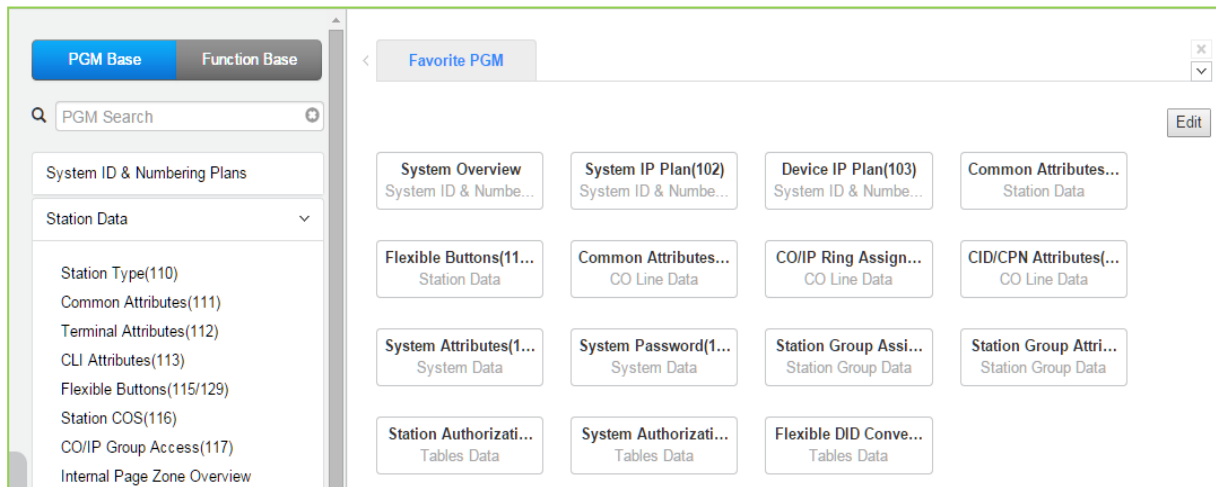 PGM Base
Function Base
PGM Search
System ID & Numbering Plans
Station Data
Station Type(110)
Common Attributes(111)
Terminal Attributes(112)
CLI Attributes(113)
Flexible Buttons(115/129)
Station COS(116)
CO/IP Group Access(117)
Internal Page Zone Overview
Favorite PGM
Edit
System Overview
System ID & Numbe...
System IP Plan(102)
System ID & Numbe...
Device IP Plan(103)
System ID & Numbe...
Common Attributes...
Station Data
Flexible Buttons(11...
Station Data
Common Attributes...
CO Line Data
CO/IP Ring Assign...
CO Line Data
CID/CPN Attributes(...
CO Line Data
System Attributes(1...
System Data
System Password(1...
System Data
Station Group Assi...
Station Group Data
Station Group Attri...
Station Group Data
Station Authorizati...
Tables Data
System Authorizati...
Tables Data
Flexible DID Conve...
Tables Data